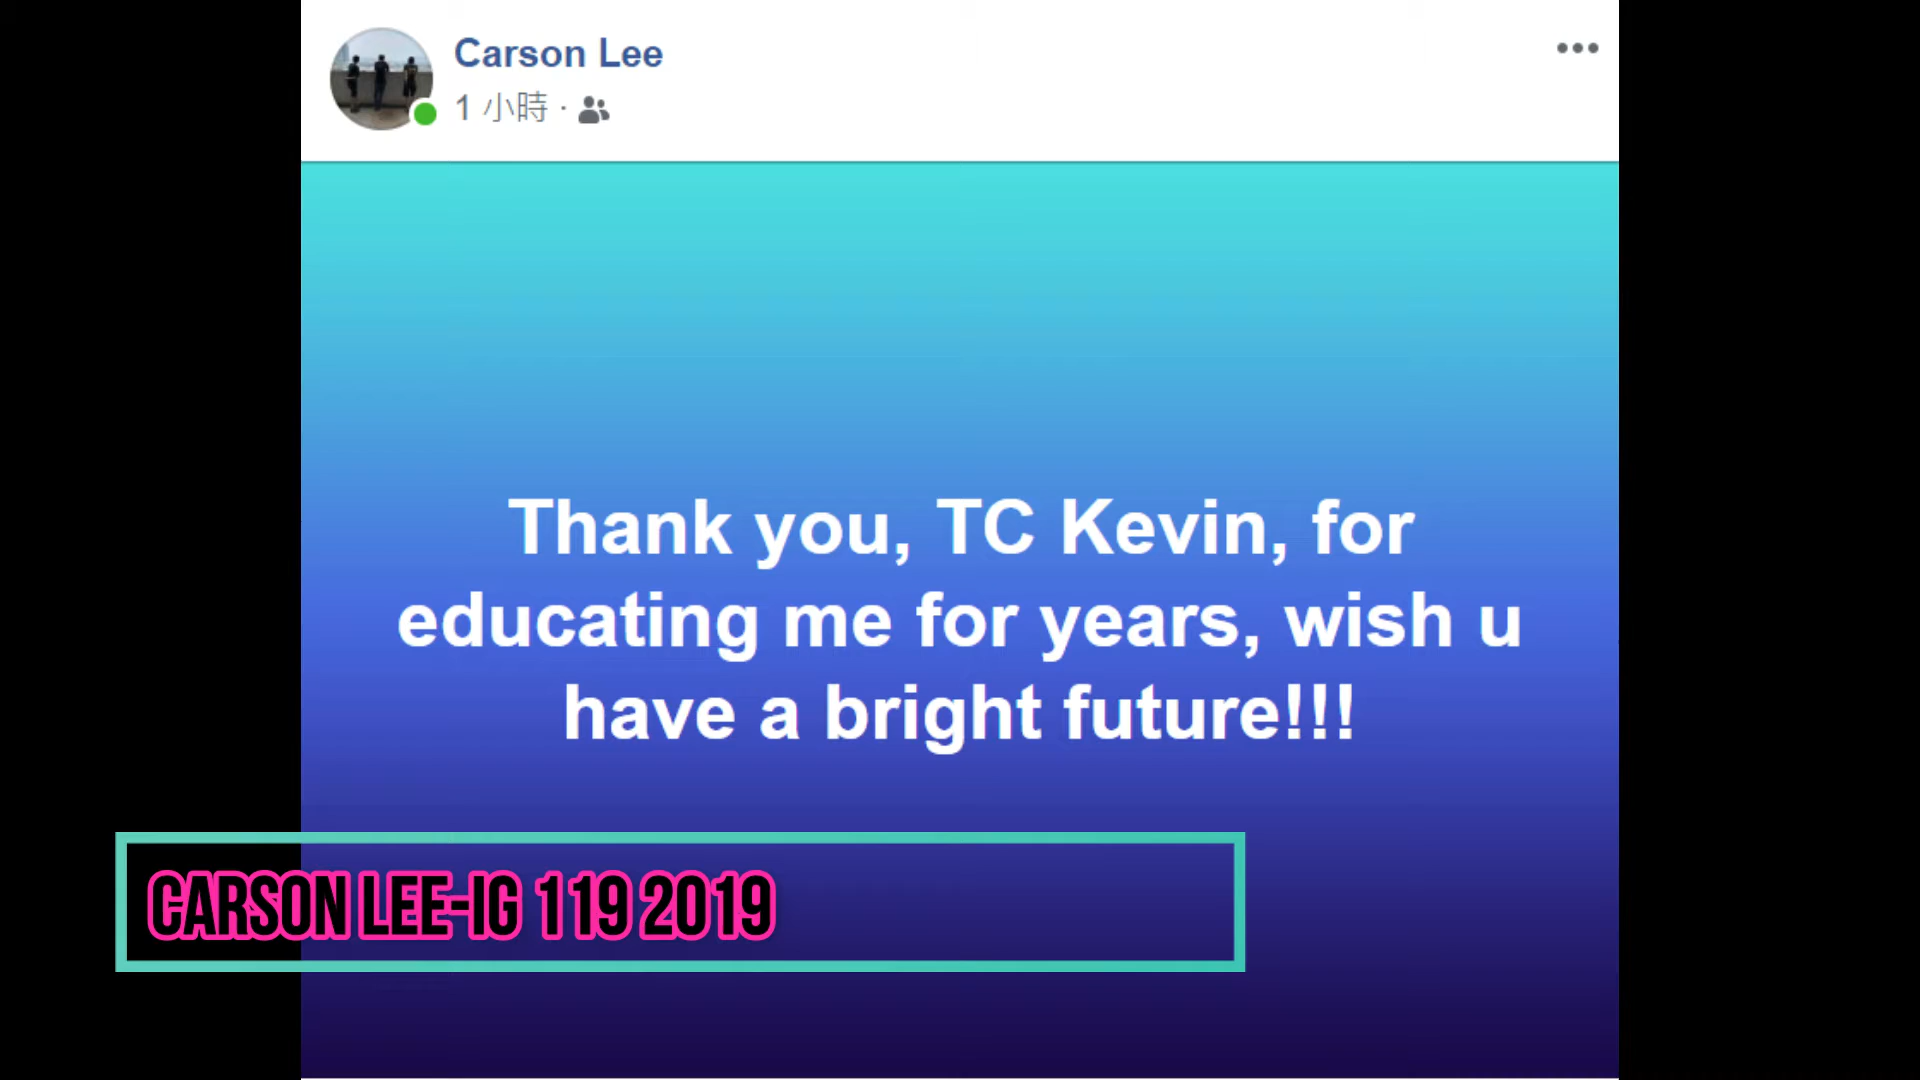 Carson Lee
1 小時 ·
Thank you, TC Kevin, for
educating me for years, wish u
have a bright future!!!
CARSON LEE-IG 119 2019